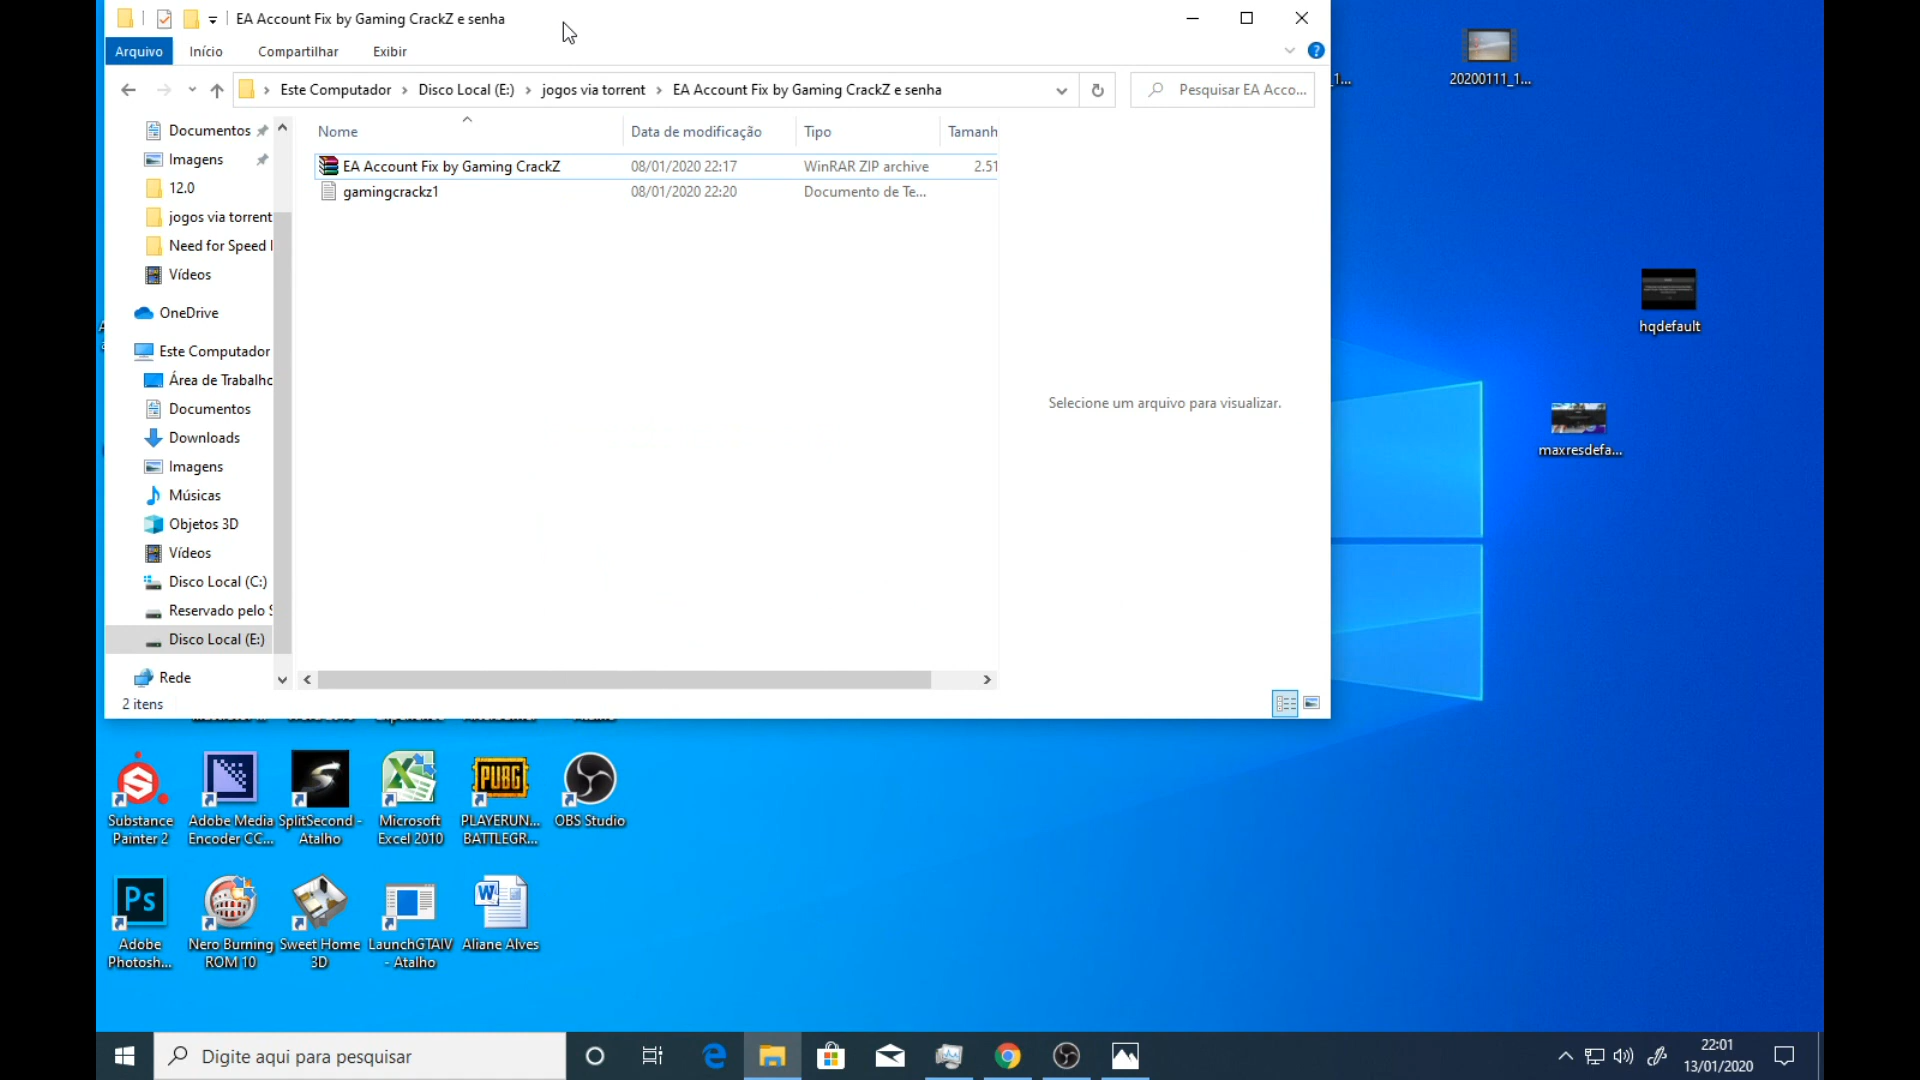 EA Account Fix by Gaming CrackZ e senha
Arquivo Início Compartilhar Exibir
Este Computador Disco Local (E:) jogos via torrent EA Account Fix by Gaming CrackZ e senha
Pesquisar EA Acco...
Nome Data de modificação Tipo Tamanh
EA Account Fix by Gaming CrackZ 08/01/2020 22:17 WinRAR ZIP archive 2.51
gamingcrackz1 08/01/2020 22:20 Documento de Te...
Documentos
Imagens
12.0
jogos via torrent
Need for Speed
Vídeos
OneDrive
Este Computador
Área de Trabalho
Documentos
Downloads
Imagens
Músicas
Objetos 3D
Vídeos
Disco Local (C:)
Reservado pelo S
Disco Local (E:)
Rede
Selecione um arquivo para visualizar.
2 itens
_1...
20200111_1...
hqdefault
maxresdefa...
PUBG
Substance
Painter 2
Adobe Media
Encoder CC...
SplitSecond -
Atalho
Microsoft
Excel 2010
PLAYERUN...
BATTLEGR...
OBS Studio
Ps
Adobe
Photosh...
Nero Burning
ROM 10
Sweet Home
3D
LaunchGTAIV
- Atalho
Aliane Alves
Digite aqui para pesquisar
22:01
13/01/2020